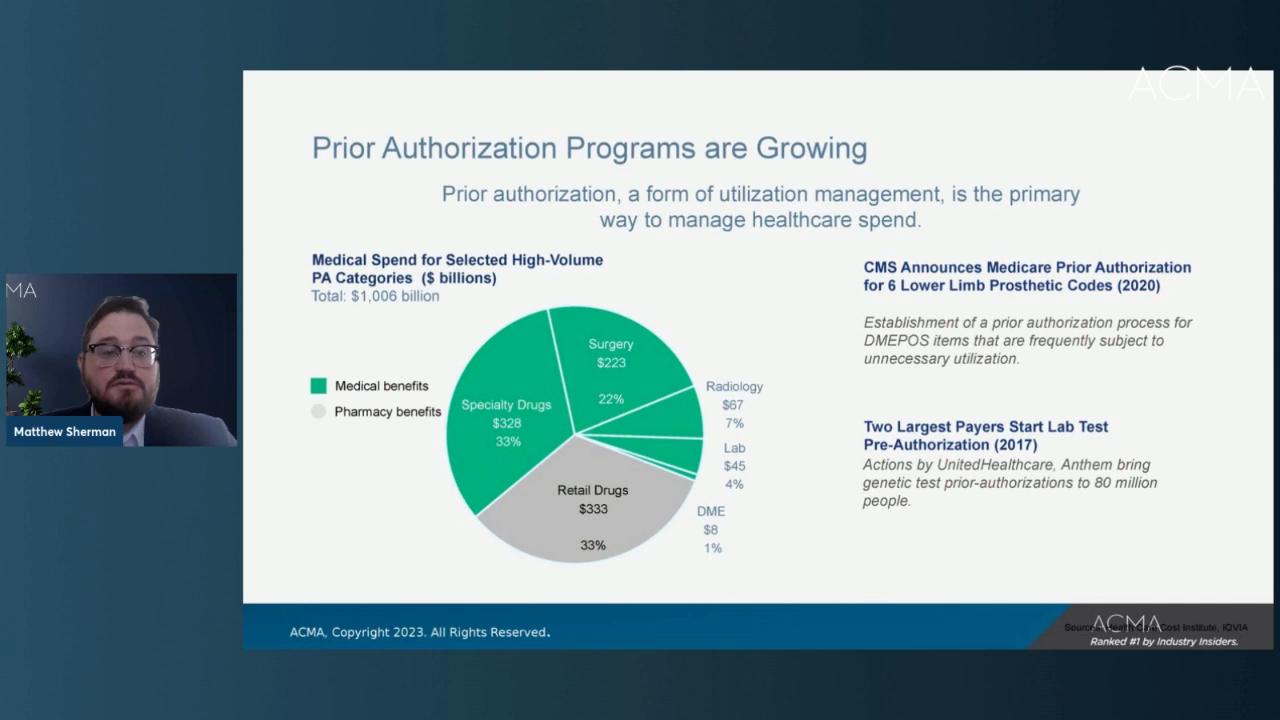 ACMA
Prior Authorization Programs are Growing
Prior authorization, a form of utilization management, is the primary
way to manage healthcare spend.
Medical Spend for Selected High-Volume
PA Categories ($ billions)
Total: $1,006 billion
Medical benefits
Pharmacy benefits
Surgery
$223
22%
Specialty Drugs
$328
33%
Retail Drugs
$333
33%
Radiology
$67
7%
Lab
$45
4%
DME
$8
1%
CMS Announces Medicare Prior Authorization
for 6 Lower Limb Prosthetic Codes (2020)
Establishment of a prior authorization process for
DMEPOS items that are frequently subject to
unnecessary utilization.
Two Largest Payers Start Lab Test
Pre-Authorization (2017)
Actions by UnitedHealthcare, Anthem bring
genetic test prior-authorizations to 80 million
people.
MA
Matthew Sherman
ACMA, Copyright 2023. All Rights Reserved.
ACMA
Cost Institute, IQVIA
Ranked #1 by Industry Insiders.